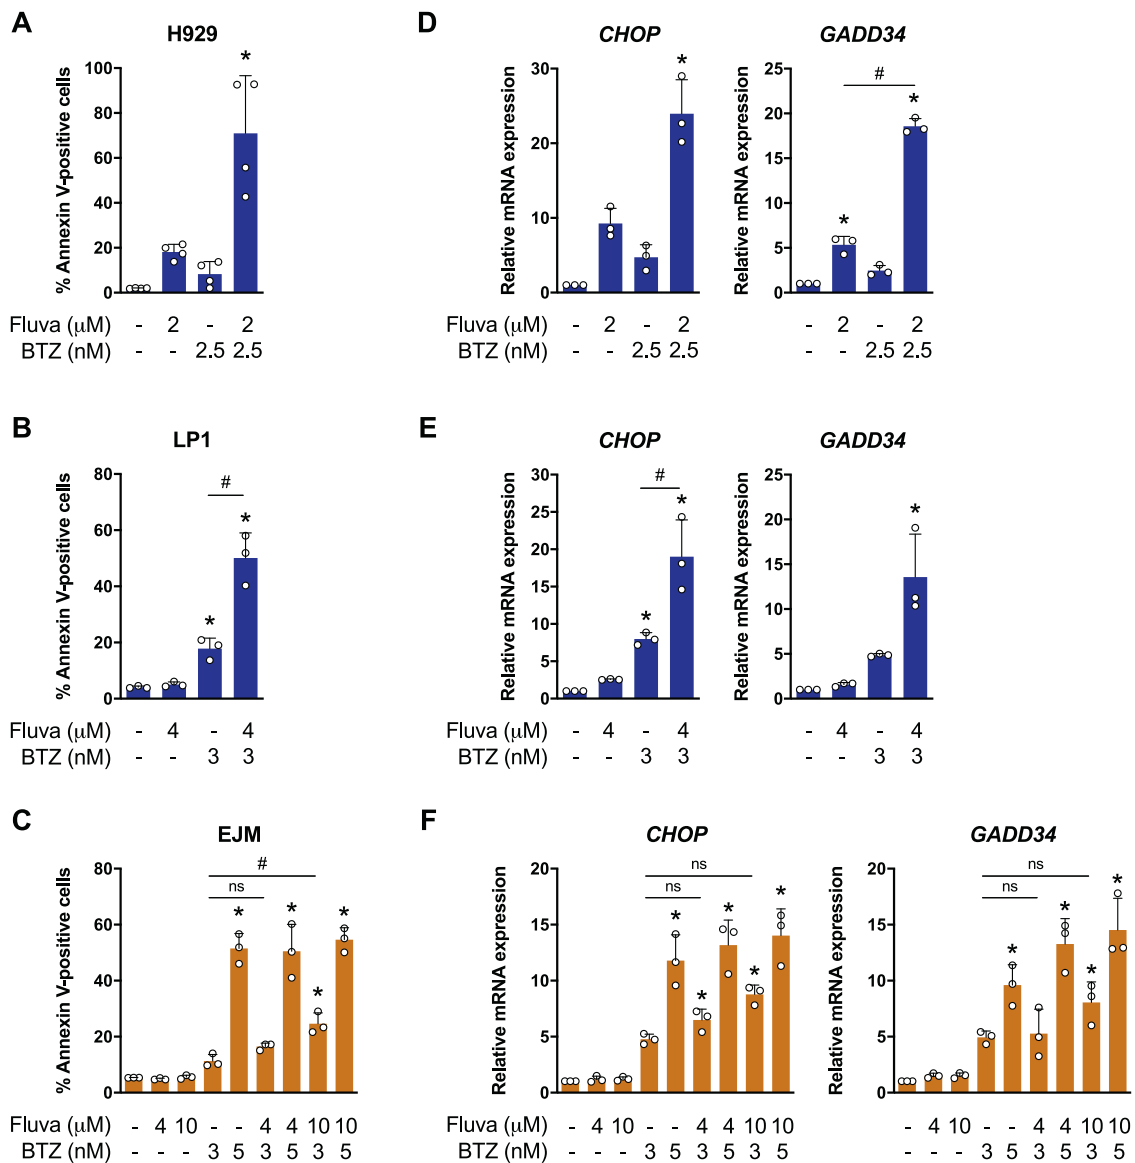 A
H929
% Annexin V-positive cells
100
80
60
40
20
0
*
Fluva (μM) - 2 - 2
BTZ (nM) - - 2.5 2.5
D
CHOP
Relative mRNA expression
30
20
10
0
*
- 2 - 2
- - 2.5 2.5
GADD34
Relative mRNA expression
25
20
15
10
5
0
#
* *
- 2 - 2
- - 2.5 2.5
B
LP1
% Annexin V-positive cells
80
60
40
20
0
#
* *
Fluva (μM) - 4 - 4
BTZ (nM) - - 3 3
E
CHOP
Relative mRNA expression
30
25
20
15
10
5
0
#
* *
- 4 - 4
- - 3 3
GADD34
Relative mRNA expression
25
20
15
10
5
0
*
- 4 - 4
- - 3 3
C
EJM
% Annexin V-positive cells
80
60
40
20
0
#
ns
* * * *
Fluva (μM) - 4 10 - - 4 4 10 10
BTZ (nM) - - - 3 5 3 5 3 5
F
CHOP
Relative mRNA expression
20
15
10
5
0
ns
ns
* * * * *
Fluva (μM) - 4 10 - - 4 4 10 10
BTZ (nM) - - - 3 5 3 5 3 5
GADD34
Relative mRNA expression
20
15
10
5
0
ns
ns
* * * *
- 4 10 - - 4 4 10 10
- - - 3 5 3 5 3 5